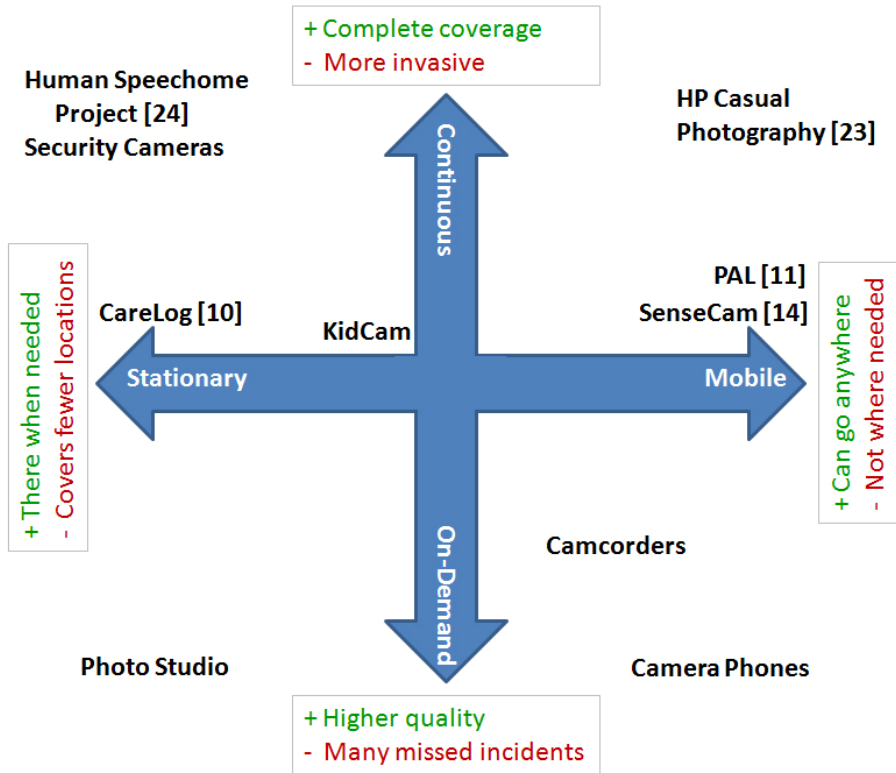 + Complete coverage
- More invasive
Human Speechome
Project [24]
Security Cameras
HP Casual
Photography [23]
Continuous
+ There when needed
- Covers fewer locations
CareLog [10]
KidCam
PAL [11]
SenseCam [14]
+ Can go anywhere
- Not where needed
Stationary
Mobile
On-Demand
Camcorders
Photo Studio
Camera Phones
+ Higher quality
- Many missed incidents